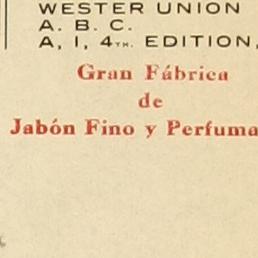 WESTER UNION
A. B. C.
A, I, 4TH. EDITION,
Gran Fábrica
de
Jabón Fino y Perfuma